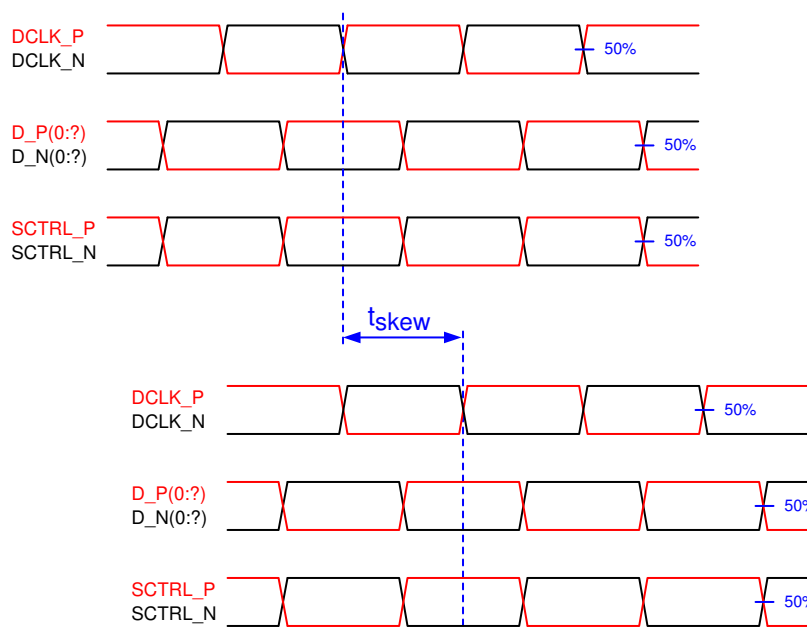 DCLK_P
DCLK_N
50%
D_P(0:?)
D_N(0:?)
50%
SCTRL_P
SCTRL_N
50%
tskew
DCLK_P
DCLK_N
50%
D_P(0:?)
D_N(0:?)
50%
SCTRL_P
SCTRL_N
50%